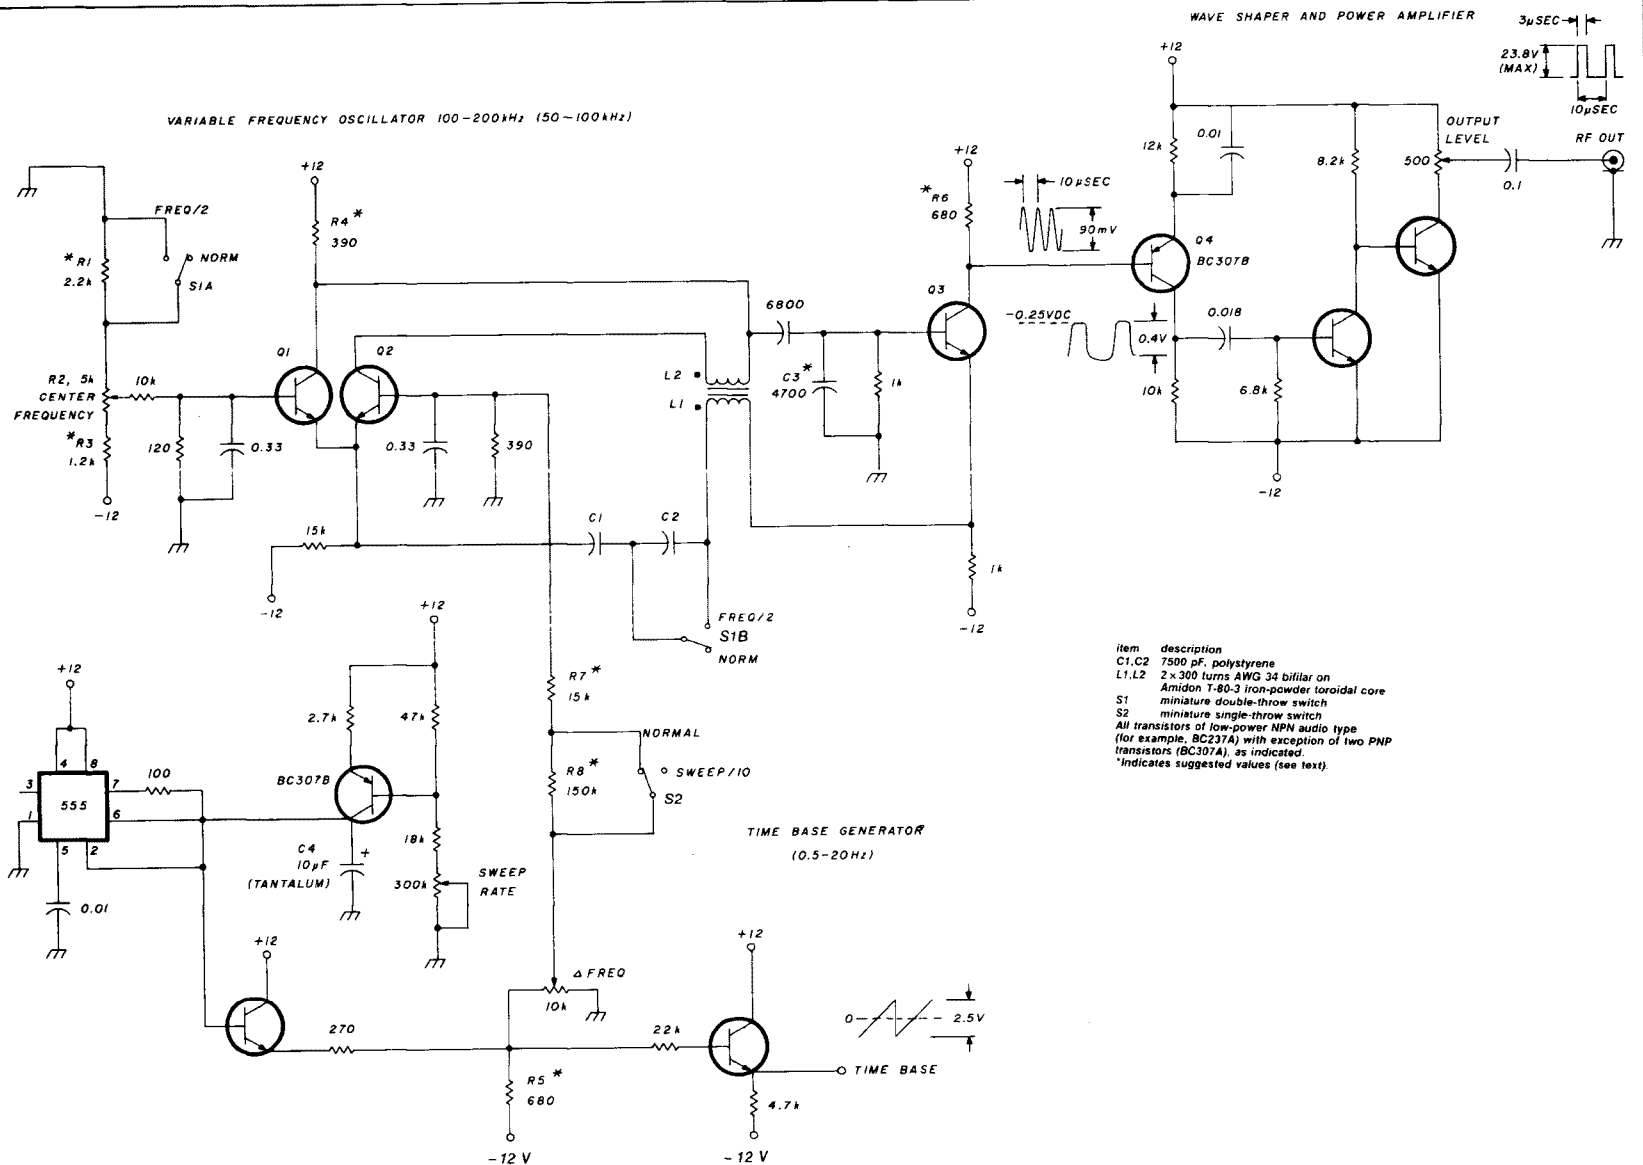 WAVE SHAPER AND POWER AMPLIFIER
3µSEC
23.8V
(MAX)
10µSEC
+12
VARIABLE FREQUENCY OSCILLATOR 100-200kHz (50-100kHz)
OUTPUT
LEVEL
RF OUT
12k
0.01
8.2k
500
0.1
+12
+12
*R6
680
10µSEC
90mV
Q4
BC307B
FREQ/2
R4*
390
*R1
2.2k
NORM
S1A
Q3
6800
-0.25VDC
0.4V
0.018
Q1
Q2
R2, 5k
CENTER
FREQUENCY
10k
L2
L1
C3*
4700
1k
10k
6.8k
*R3
1.2k
120
0.33
0.33
390
-12
-12
15k
C1
C2
1k
-12
-12
+12
FREQ/2
S1B
NORM
item description
C1,C2 7500 pF, polystyrene
L1,L2 2 x 300 turns AWG 34 bifilar on
Amidon T-80-3 iron-powder toroidal core
S1 miniature double-throw switch
S2 miniature single-throw switch
All transistors of low-power NPN audio type
(for example, BC237A) with exception of two PNP
transistors (BC307A), as indicated.
*Indicates suggested values (see text).
+12
R7*
15k
2.7k
47k
NORMAL
4
8
3
7
100
555
1
6
5
2
BC307B
R8*
150k
SWEEP/10
S2
18k
C4
10µF
(TANTALUM)
+
300k
SWEEP
RATE
TIME BASE GENERATOR
(0.5-20Hz)
0.01
+12
+12
Δ FREQ
10k
270
22k
0
2.5V
TIME BASE
R5*
680
4.7k
-12 V
-12 V